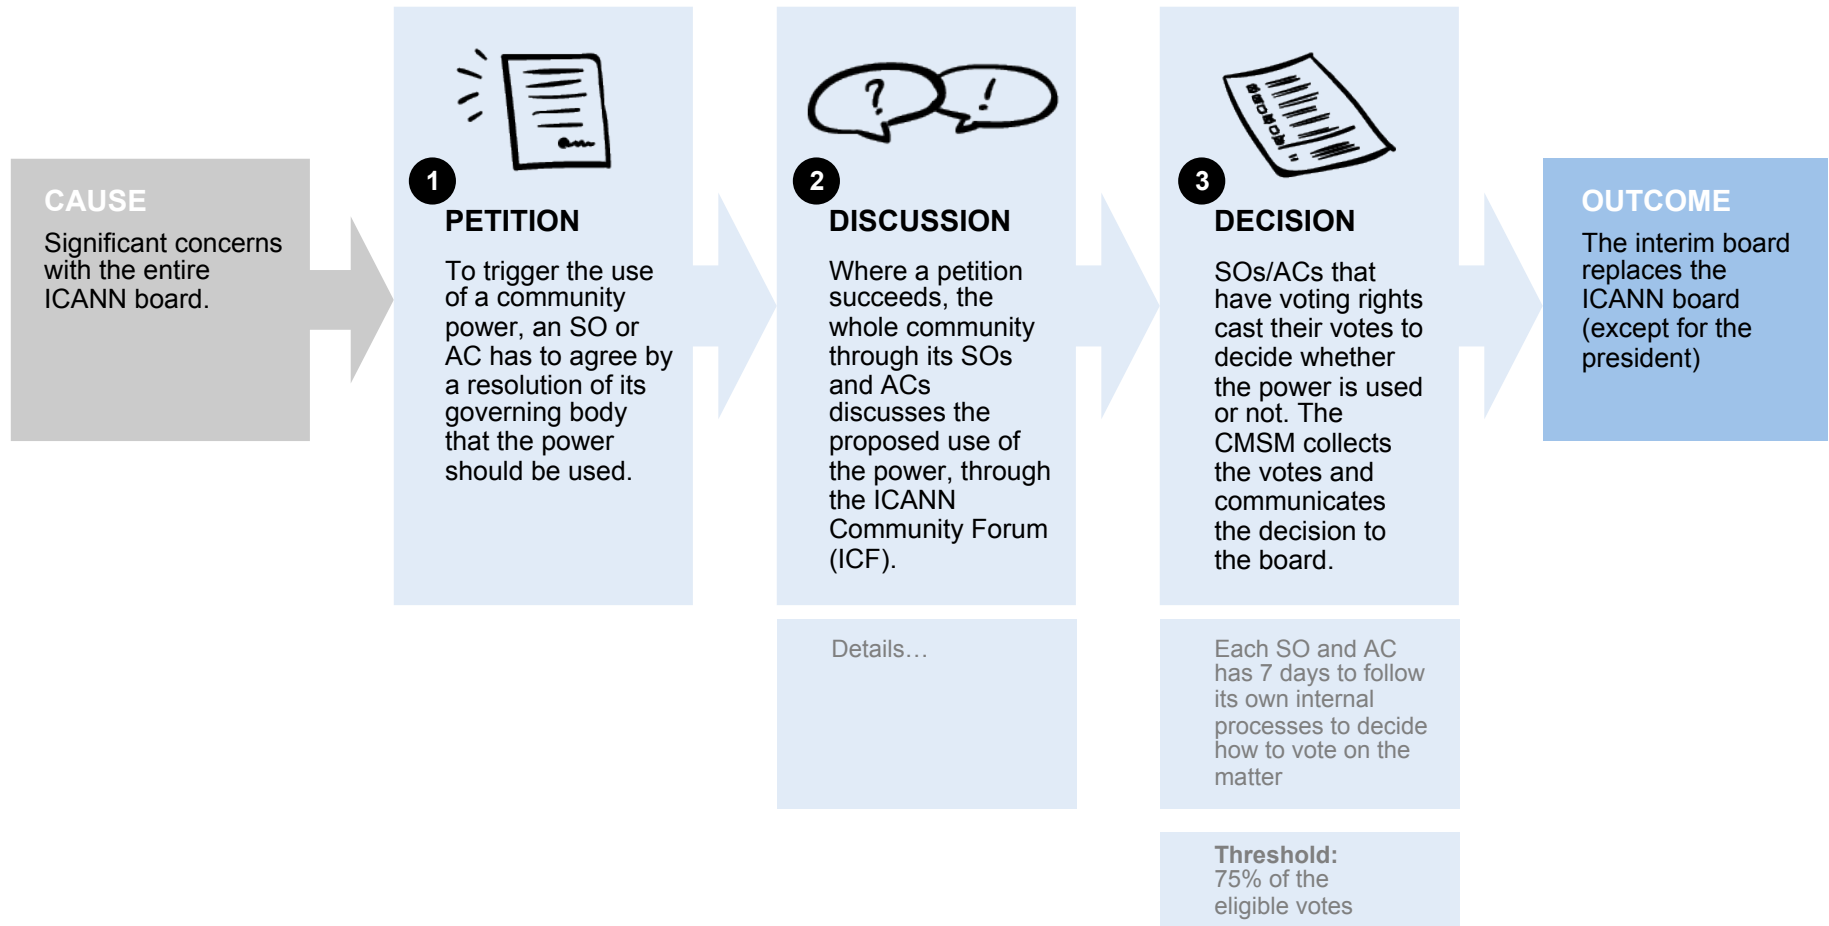 CAUSE
Significant concerns
with the entire
ICANN board.
1
PETITION
To trigger the use
of a community
power, an SO or
AC has to agree by
a resolution of its
governing body
that the power
should be used.
?
!
2
DISCUSSION
Where a petition
succeeds, the
whole community
through its SOs
and ACs
discusses the
proposed use of
the power, through
the ICANN
Community Forum
(ICF).
Details…
3
DECISION
SOs/ACs that
have voting rights
cast their votes to
decide whether
the power is used
or not. The
CMSM collects
the votes and
communicates
the decision to
the board.
Each SO and AC
has 7 days to follow
its own internal
processes to decide
how to vote on the
matter
Threshold:
75% of the
eligible votes
OUTCOME
The interim board
replaces the
ICANN board
(except for the
president)